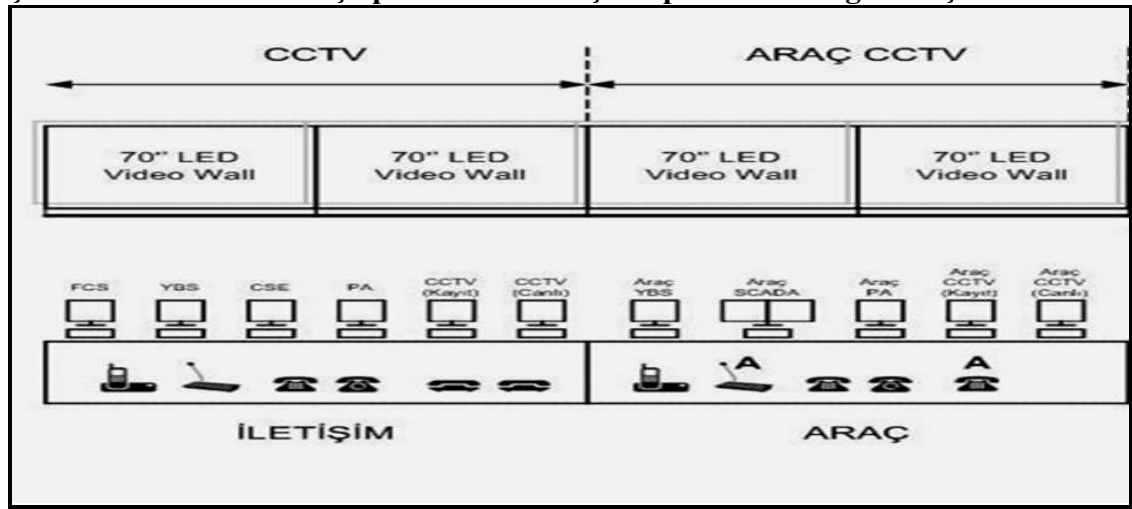 CCTV
ARAÇ CCTV
70" LED
Video Wall
70" LED
Video Wall
70" LED
Video Wall
70" LED
Video Wall
FCS
YBS
CSE
PA
CCTV
(Kayıt)
CCTV
(Canlı)
Araç
YBS
Araç
SCADA
Araç
PA
Araç
CCTV
(Kayıt)
Araç
CCTV
(Canlı)
A
A
İLETİŞİM
ARAÇ